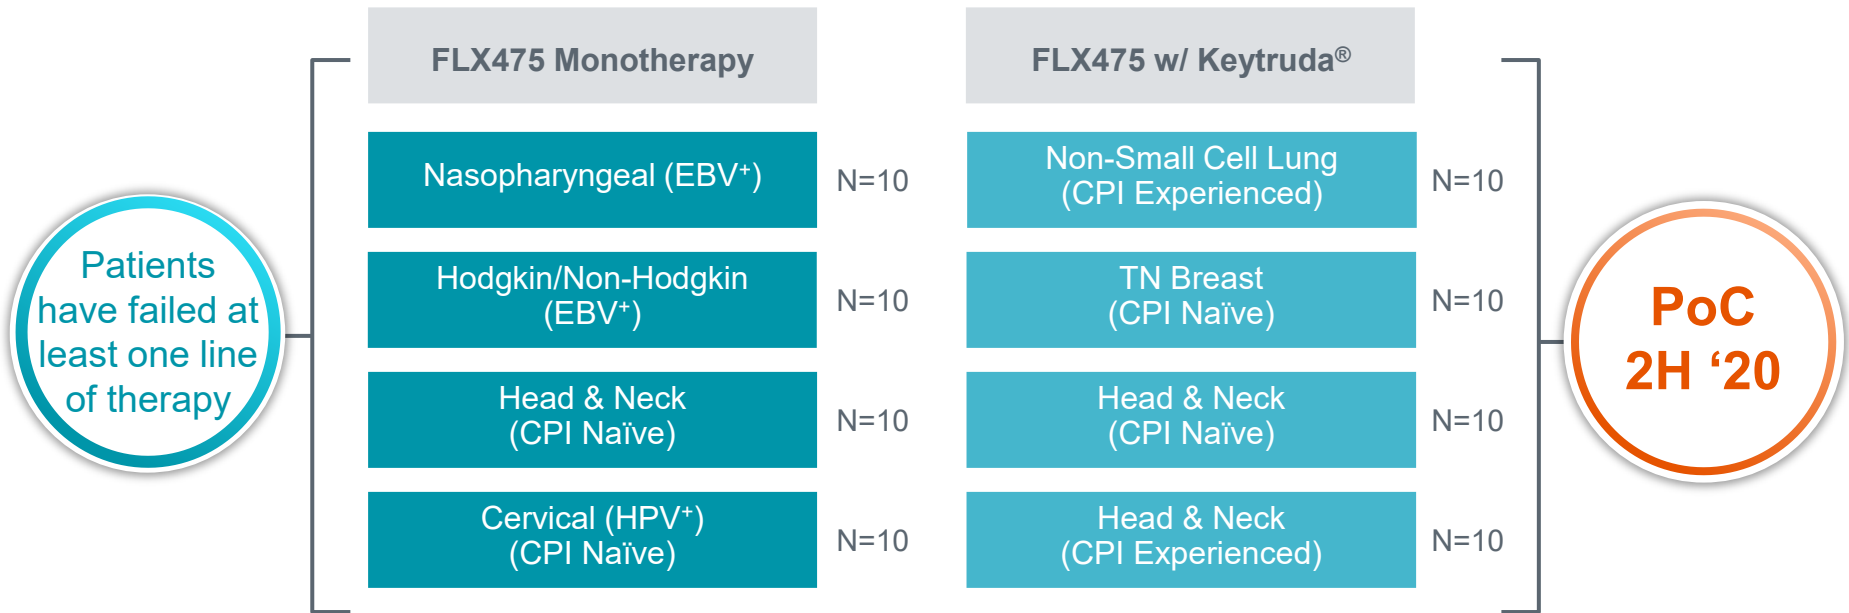 Patients
have failed at
least one line
of therapy
FLX475 Monotherapy
Nasopharyngeal (EBV⁺)
N=10
Hodgkin/Non-Hodgkin
(EBV⁺)
N=10
Head & Neck
(CPI Naïve)
N=10
Cervical (HPV⁺)
(CPI Naïve)
N=10
FLX475 w/ Keytruda®
Non-Small Cell Lung
(CPI Experienced)
N=10
TN Breast
(CPI Naïve)
N=10
Head & Neck
(CPI Naïve)
N=10
Head & Neck
(CPI Experienced)
N=10
PoC
2H ‘20